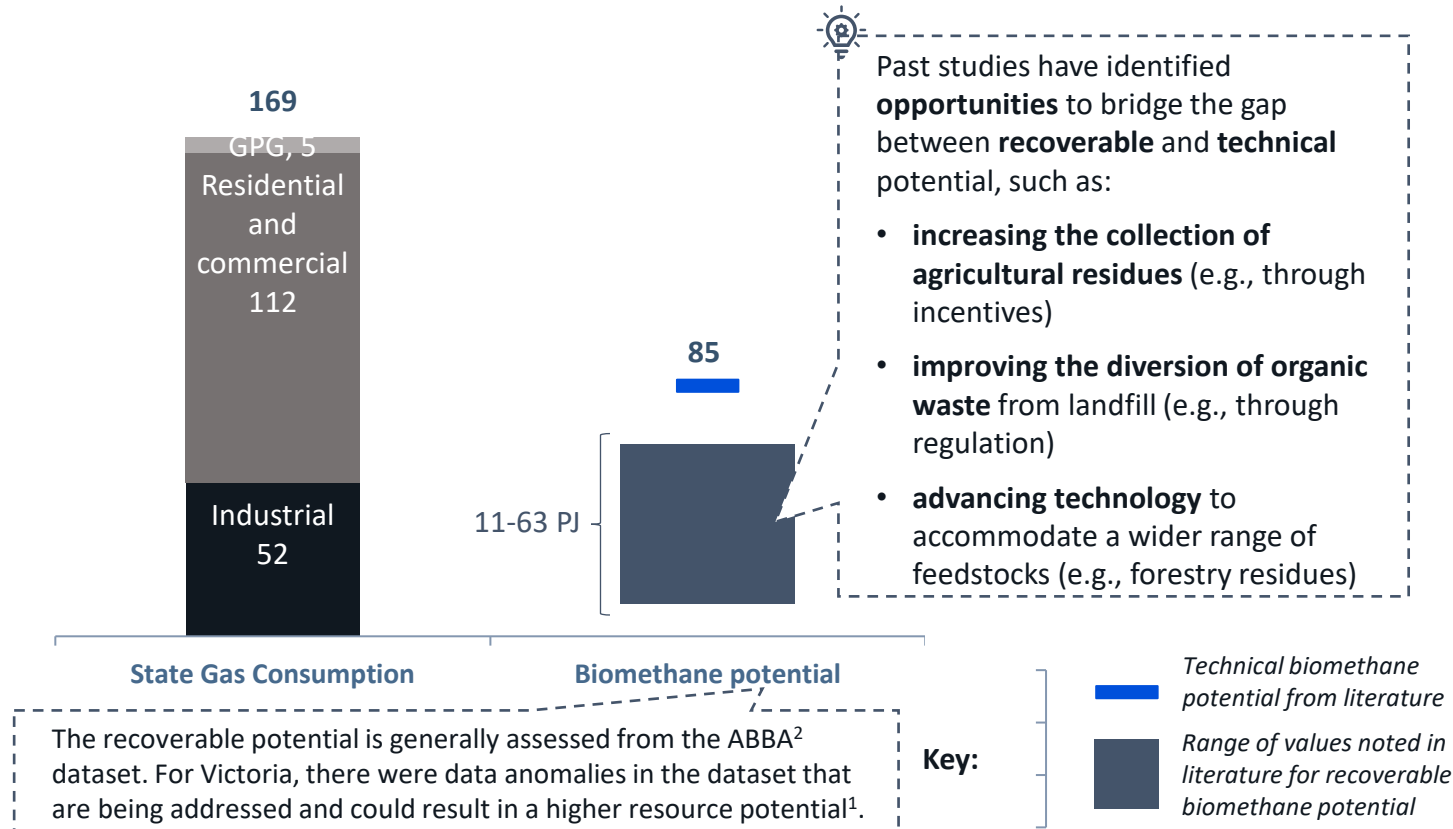 169
GPG, 5
Residential
and
commercial
112
Industrial
52
85
11-63 PJ
State Gas Consumption
Biomethane potential
Past studies have identified
opportunities to bridge the gap
between recoverable and technical
potential, such as:
• increasing the collection of
agricultural residues (e.g., through
incentives)
• improving the diversion of organic
waste from landfill (e.g., through
regulation)
• advancing technology to
accommodate a wider range of
feedstocks (e.g., forestry residues)
The recoverable potential is generally assessed from the ABBA²
dataset. For Victoria, there were data anomalies in the dataset that
are being addressed and could result in a higher resource potential¹.
Key:
Technical biomethane
potential from literature
Range of values noted in
literature for recoverable
biomethane potential